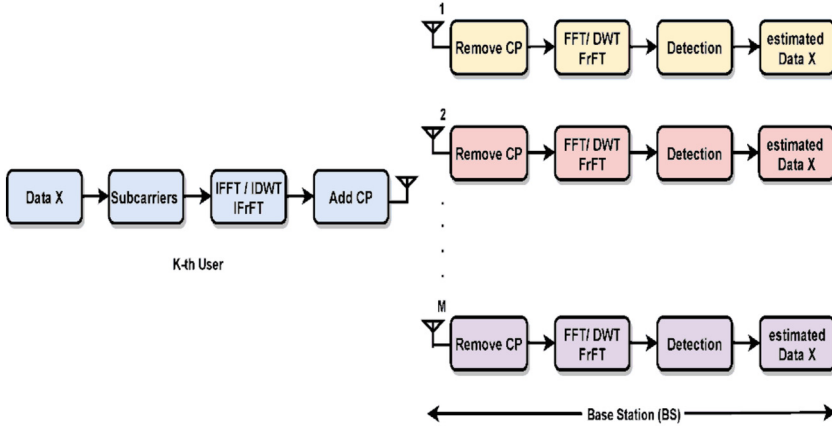 Data X
Subcarriers
IFFT / IDWT
IFrFT
Add CP
K-th User
1
Remove CP
FFT/ DWT
FrFT
Detection
estimated
Data X
2
Remove CP
FFT/ DWT
FrFT
Detection
estimated
Data X
M
Remove CP
FFT/ DWT
FrFT
Detection
estimated
Data X
Base Station (BS)